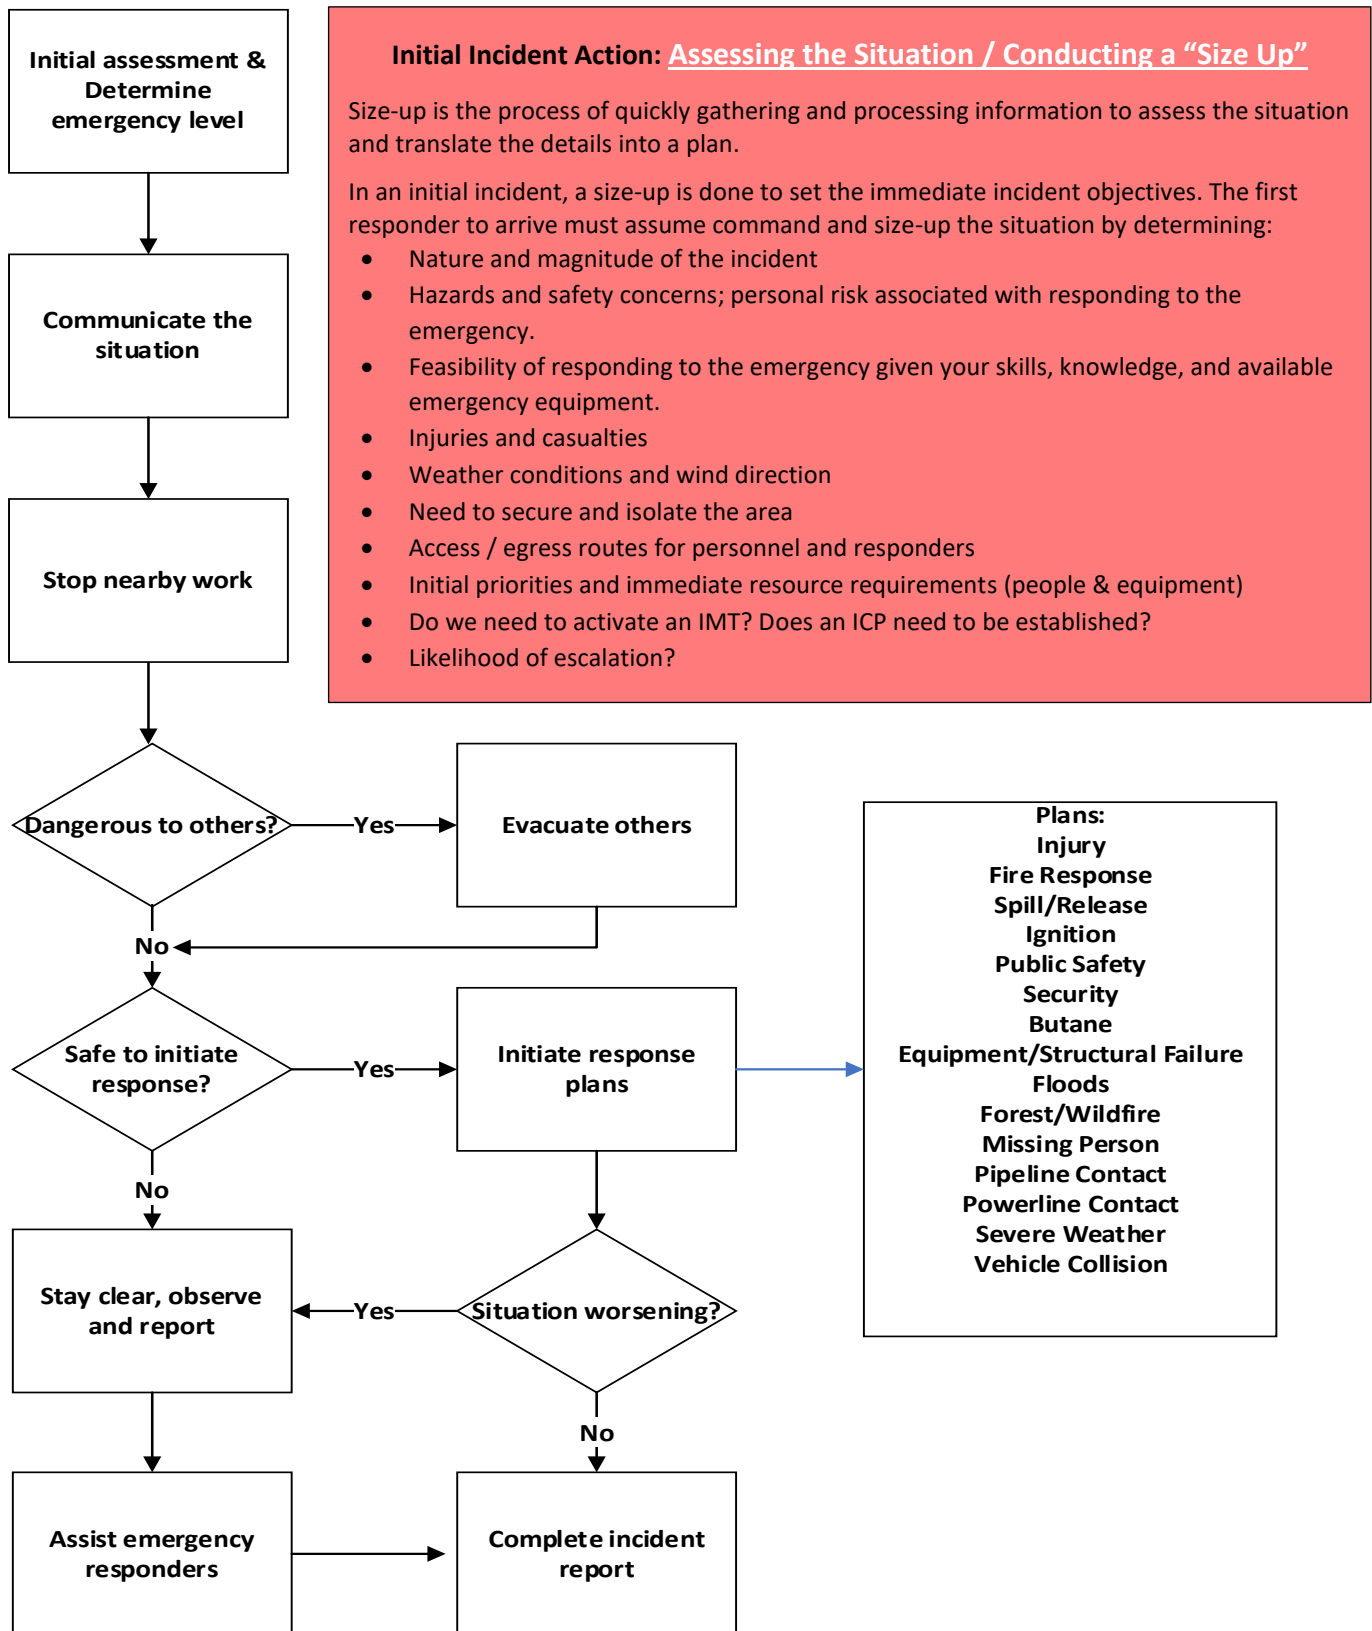 Initial assessment &
Determine
emergency level
Initial Incident Action: Assessing the Situation / Conducting a “Size Up”
Size-up is the process of quickly gathering and processing information to assess the situation
and translate the details into a plan.
In an initial incident, a size-up is done to set the immediate incident objectives. The first
responder to arrive must assume command and size-up the situation by determining:
• Nature and magnitude of the incident
• Hazards and safety concerns; personal risk associated with responding to the
emergency.
• Feasibility of responding to the emergency given your skills, knowledge, and available
emergency equipment.
• Injuries and casualties
• Weather conditions and wind direction
• Need to secure and isolate the area
• Access / egress routes for personnel and responders
• Initial priorities and immediate resource requirements (people & equipment)
• Do we need to activate an IMT? Does an ICP need to be established?
• Likelihood of escalation?
Communicate the
situation
Stop nearby work
Dangerous to others?
Yes
Evacuate others
No
Safe to initiate
response?
Yes
Initiate response
plans
Plans:
Injury
Fire Response
Spill/Release
Ignition
Public Safety
Security
Butane
Equipment/Structural Failure
Floods
Forest/Wildfire
Missing Person
Pipeline Contact
Powerline Contact
Severe Weather
Vehicle Collision
No
Stay clear, observe
and report
Yes
Situation worsening?
No
Assist emergency
responders
Complete incident
report